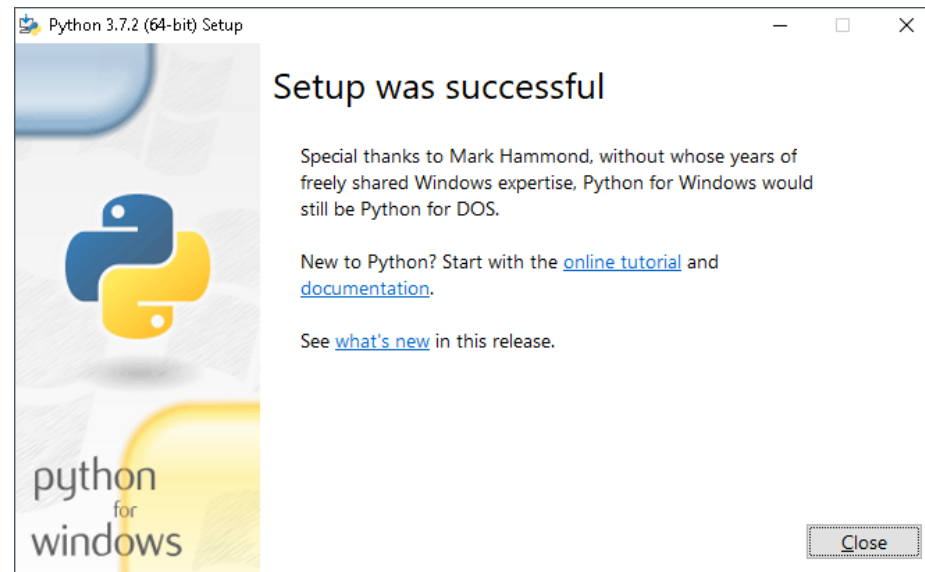 Python 3.7.2 (64-bit) Setup
Setup was successful
Special thanks to Mark Hammond, without whose years of
freely shared Windows expertise, Python for Windows would
still be Python for DOS.
New to Python? Start with the online tutorial and
documentation.
See what's new in this release.
python
for
windows
Close